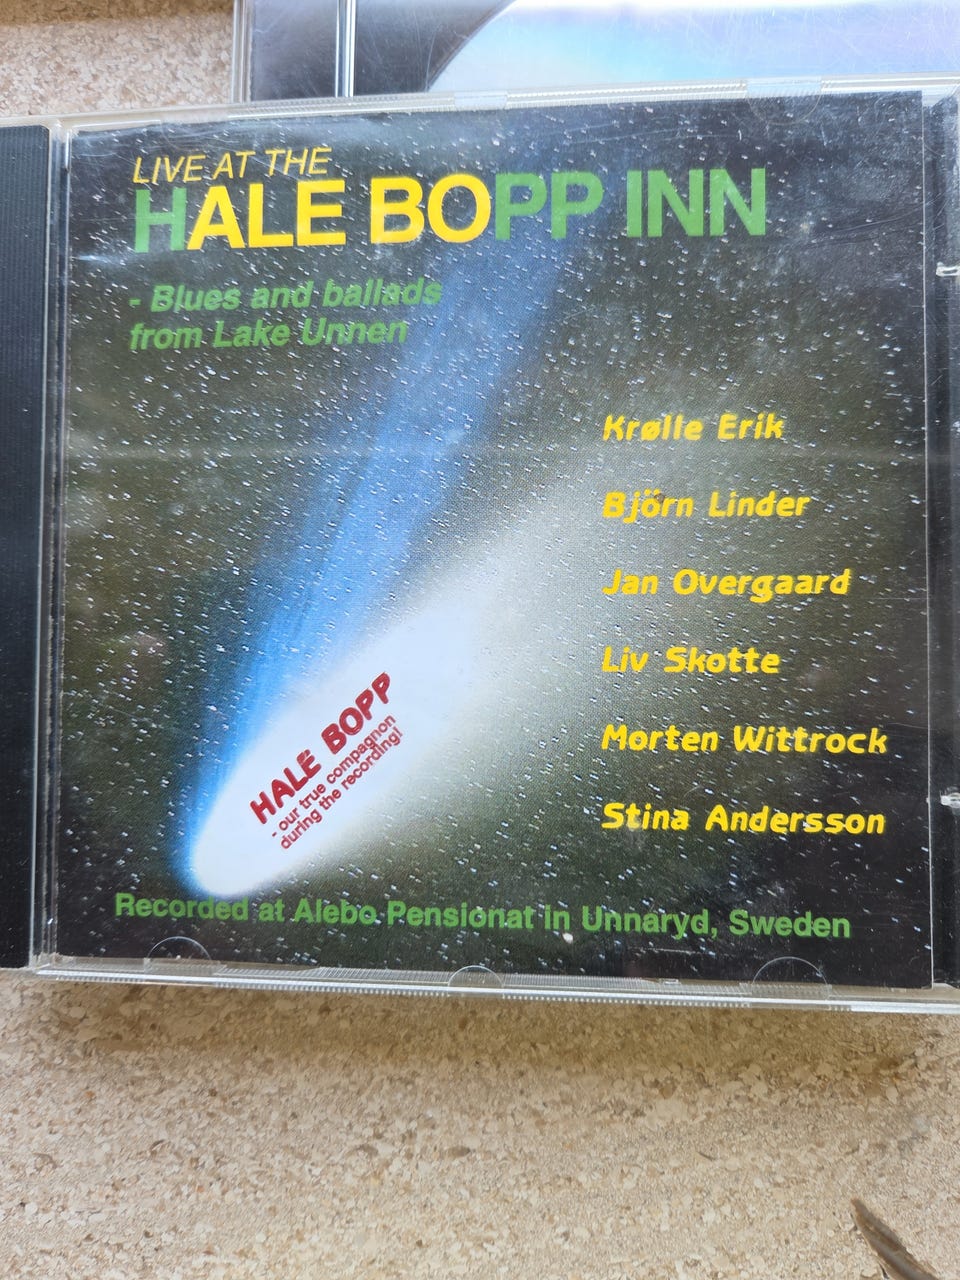 LIVE AT THE
HALE BOPP INN
- Blues and ballads
from Lake Unnen
Krølle Erik
Björn Linder
Jan Overgaard
Liv Skotte
Morten Wittrock
Stina Andersson
HALE BOPP
- our true compagnon
during the recording!
Recorded at Alebo Pensionat in Unnaryd, Sweden